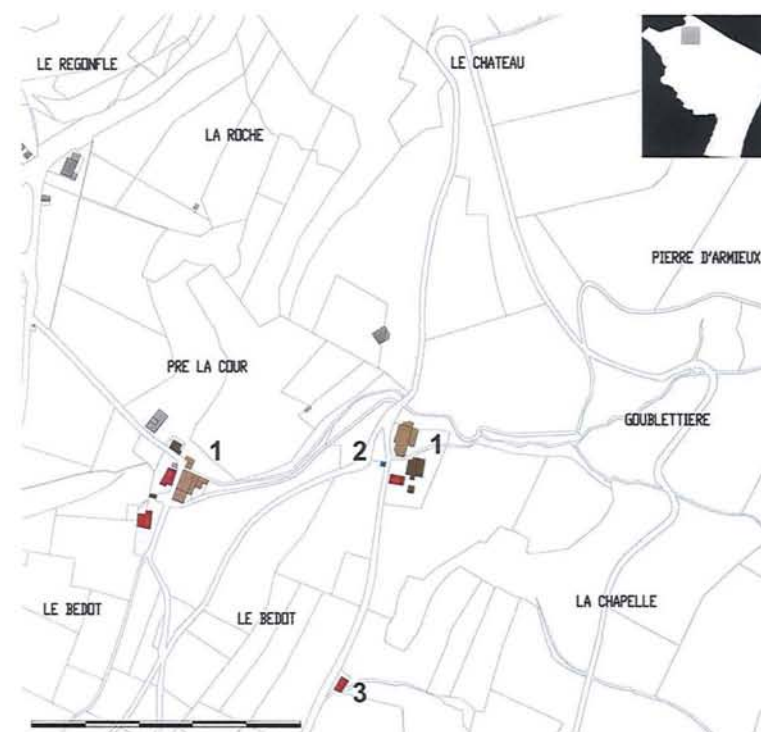 LE REGONFLE
LE CHATEAU
LA ROCHE
PIERRE D'ARMIEUX
PRE LA COUR
GOUBLETTIERE
1
2
1
LE BEDOT
LE BEDOT
LA CHAPELLE
3